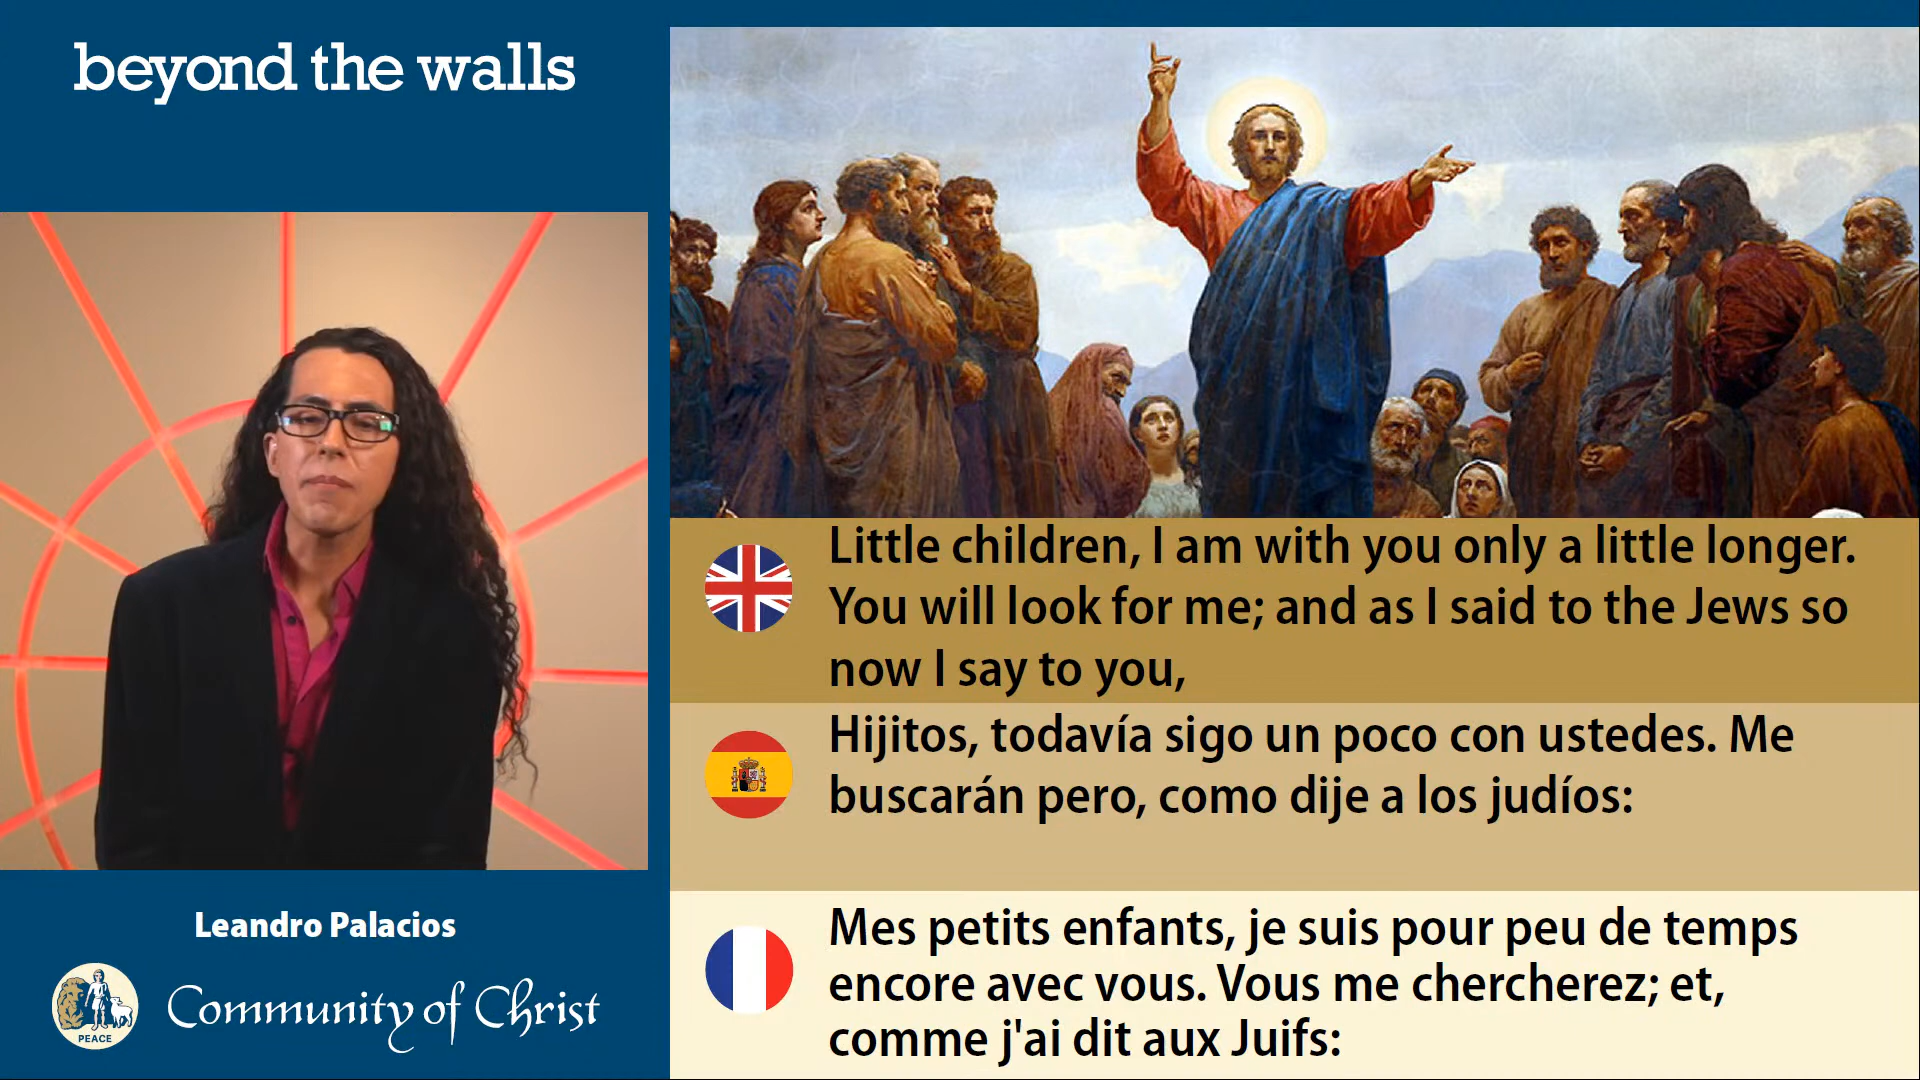 beyond the walls
Leandro Palacios
PEACE
Community of Christ
Little children, I am with you only a little longer.
You will look for me; and as I said to the Jews so
now I say to you,
Hijitos, todavía sigo un poco con ustedes. Me
buscarán pero, como dije a los judíos:
Mes petits enfants, je suis pour peu de temps
encore avec vous. Vous me chercherez; et,
comme j'ai dit aux Juifs: